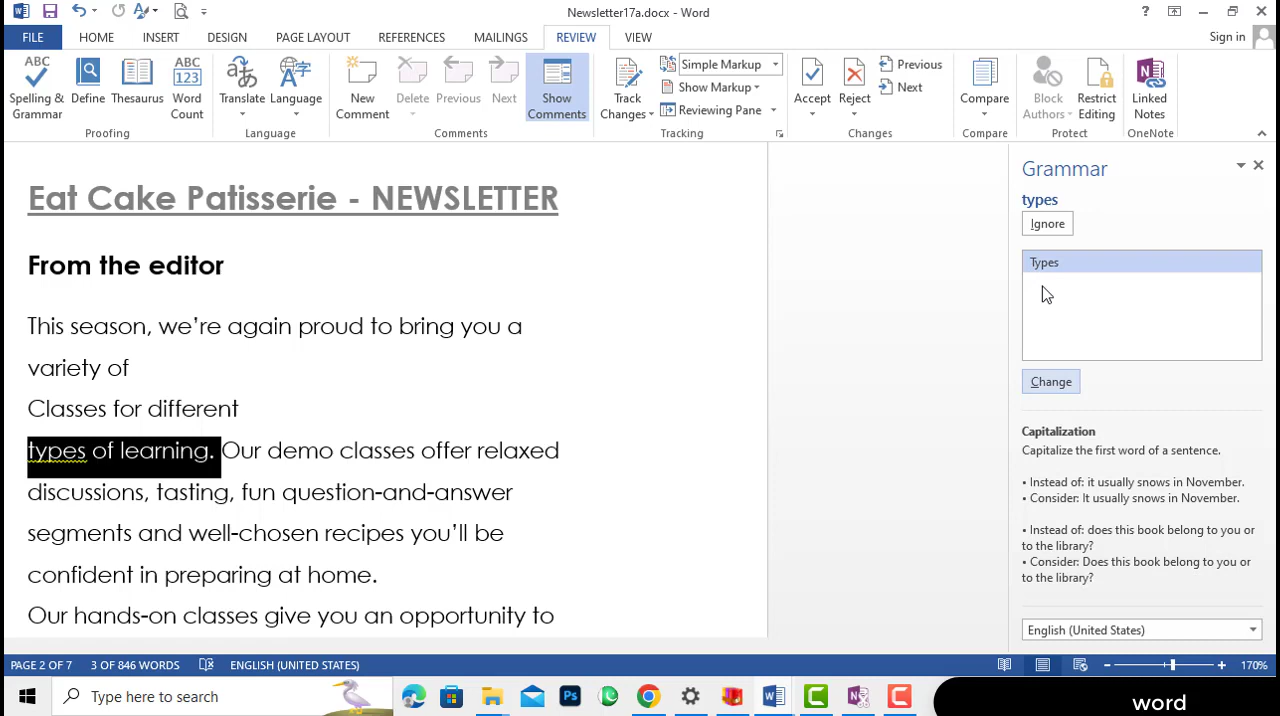 Newsletter17a.docx - Word
?
FILE HOME INSERT DESIGN PAGE LAYOUT REFERENCES MAILINGS REVIEW VIEW Sign in
ABC Spelling & Grammar
Define
Thesaurus
ABC 123 Word Count
Proofing
Translate
Language
Language
New Comment
Delete
Previous
Next
Show Comments
Comments
Track Changes
Simple Markup
Show Markup
Reviewing Pane
Tracking
Accept
Reject
Previous
Next
Changes
Compare
Compare
Block Authors
Restrict Editing
Protect
Linked Notes
OneNote
Eat Cake Patisserie - NEWSLETTER
From the editor
This season, we’re again proud to bring you a
variety of
Classes for different
types of learning. Our demo classes offer relaxed
discussions, tasting, fun question-and-answer
segments and well-chosen recipes you’ll be
confident in preparing at home.
Our hands-on classes give you an opportunity to
Grammar
types
Ignore
Types
Change
Capitalization
Capitalize the first word of a sentence.
• Instead of: it usually snows in November.
• Consider: It usually snows in November.
• Instead of: does this book belong to you or
to the library?
• Consider: Does this book belong to you or
to the library?
English (United States)
PAGE 2 OF 7 3 OF 846 WORDS ENGLISH (UNITED STATES) 170%
Type here to search
word